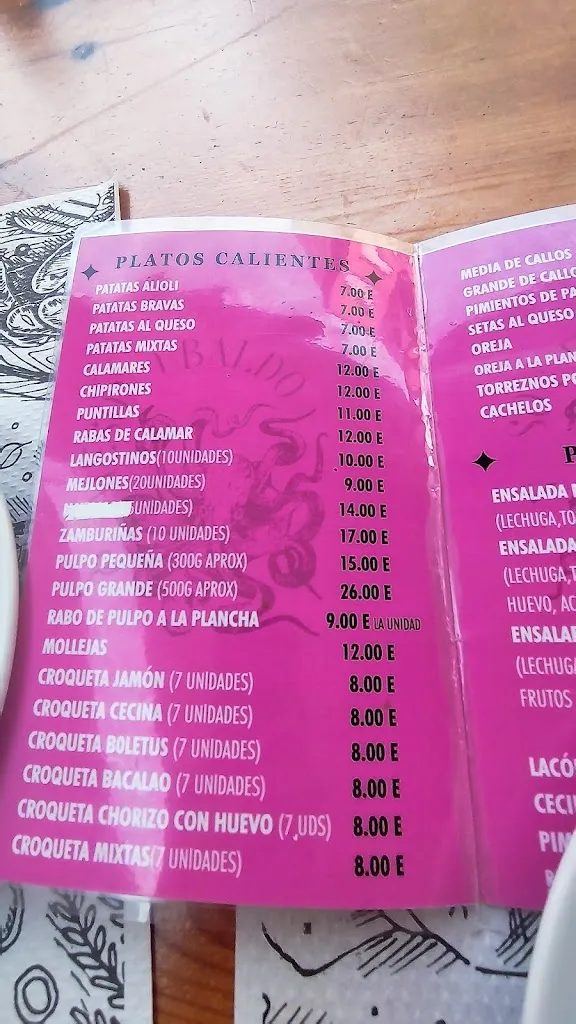 PLATOS CALIENTES
PATATAS ALIOLI 7.00 E
PATATAS BRAVAS 7.00 E
PATATAS AL QUESO 7.00 E
PATATAS MIXTAS 7.00 E
CALAMARES 12.00 E
CHIPIRONES 12.00 E
PUNTILLAS 11.00 E
RABAS DE CALAMAR 12.00 E
LANGOSTINOS(10UNIDADES) 10.00 E
MEJLONES(20UNIDADES) 9.00 E
UNIDADES) 14.00 E
ZAMBURIÑAS (10 UNIDADES) 17.00 E
PULPO PEQUEÑA (300G APROX) 15.00 E
PULPO GRANDE (500G APROX) 26.00 E
RABO DE PULPO A LA PLANCHA 9.00 E LA UNIDAD
MOLLEJAS 12.00 E
CROQUETA JAMÓN (7 UNIDADES) 8.00 E
CROQUETA CECINA (7 UNIDADES) 8.00 E
CROQUETA BOLETUS (7 UNIDADES) 8.00 E
CROQUETA BACALAO (7 UNIDADES) 8.00 E
CROQUETA CHORIZO CON HUEVO (7 UDS) 8.00 E
CROQUETA MIXTAS(7 UNIDADES) 8.00 E
MEDIA DE CALLOS
GRANDE DE CALLO
PIMIENTOS DE PA
SETAS AL QUESO
OREJA
OREJA A LA PLAN
TORREZNOS PO
CACHELOS
P
ENSALADA
(LECHUGA,TO
ENSALADA
(LECHUGA,T
HUEVO, AC
ENSALA
(LECHUGA
FRUTOS
LACÓ
CECI
PIM